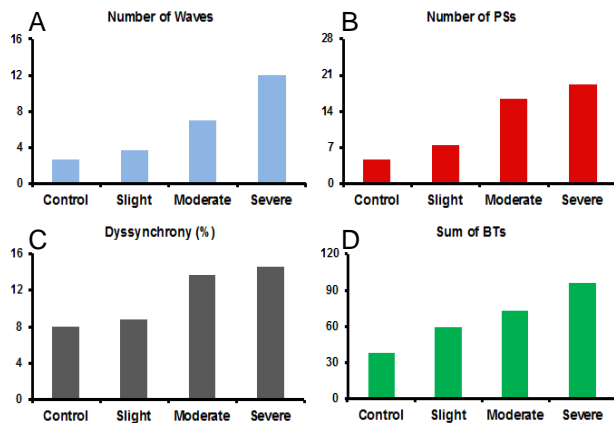 A
Number of Waves
16
12
8
4
0
Control Slight Moderate Severe
B
Number of PSs
28
21
14
7
0
Control Slight Moderate Severe
C
Dyssynchrony (%)
16
12
8
4
0
Control Slight Moderate Severe
D
Sum of BTs
120
90
60
30
0
Control Slight Moderate Severe